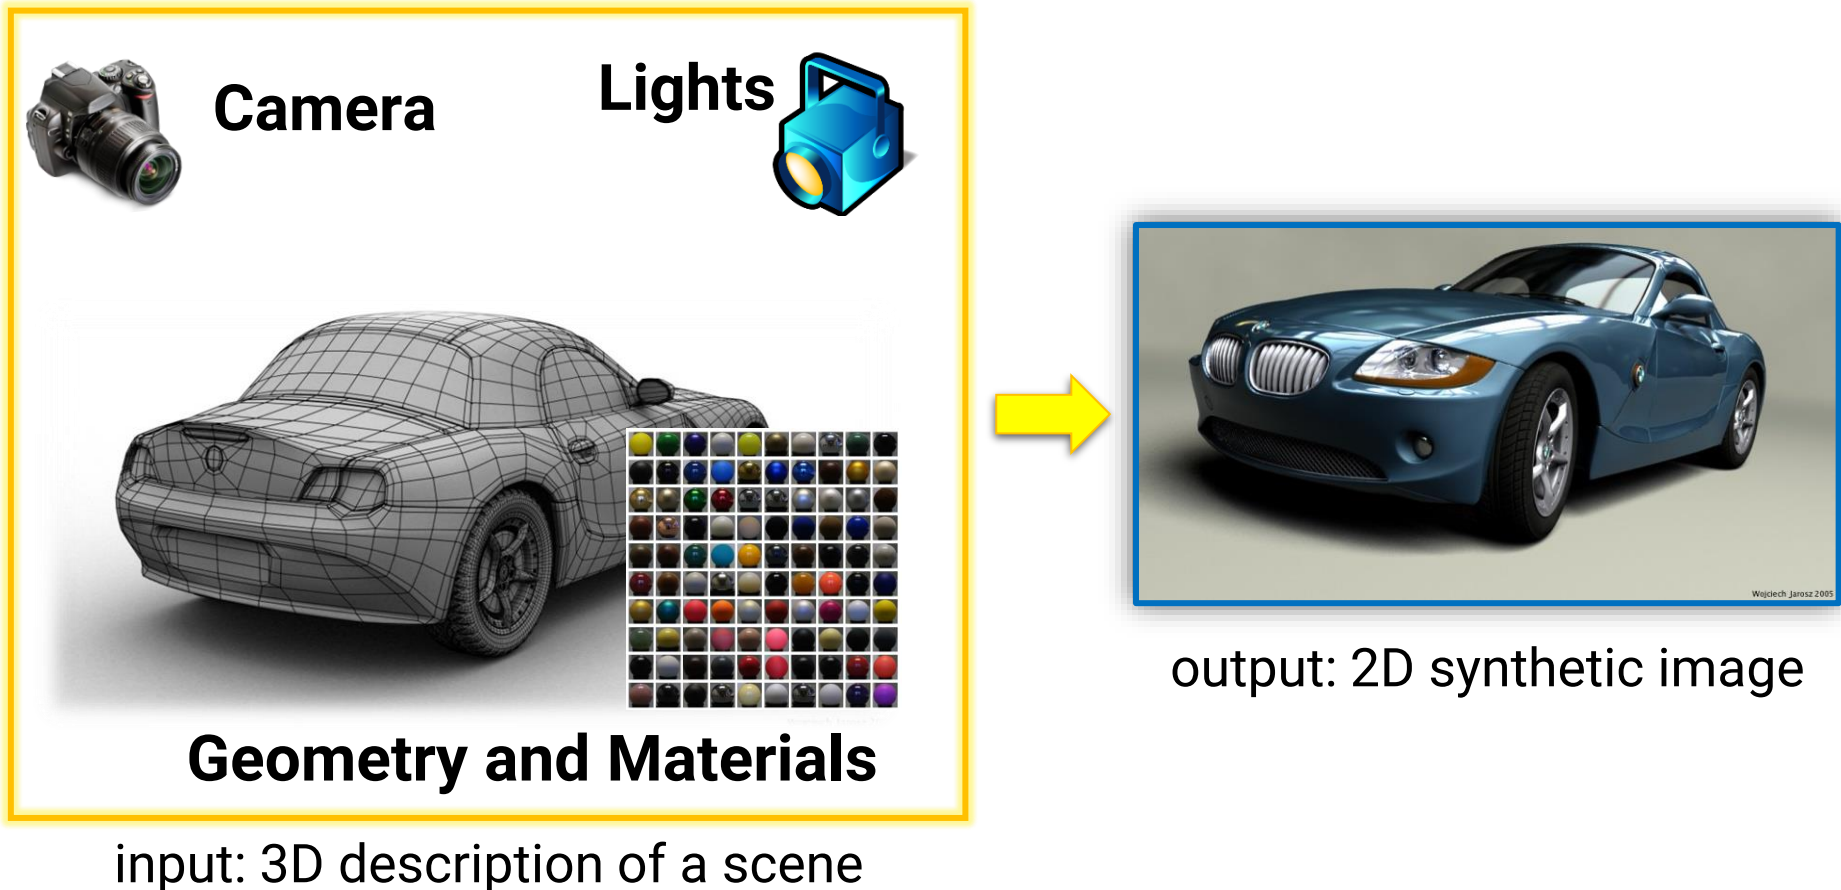 Camera
Lights
Geometry and Materials
input: 3D description of a scene
Wojciech Jarosz 2005
output: 2D synthetic image